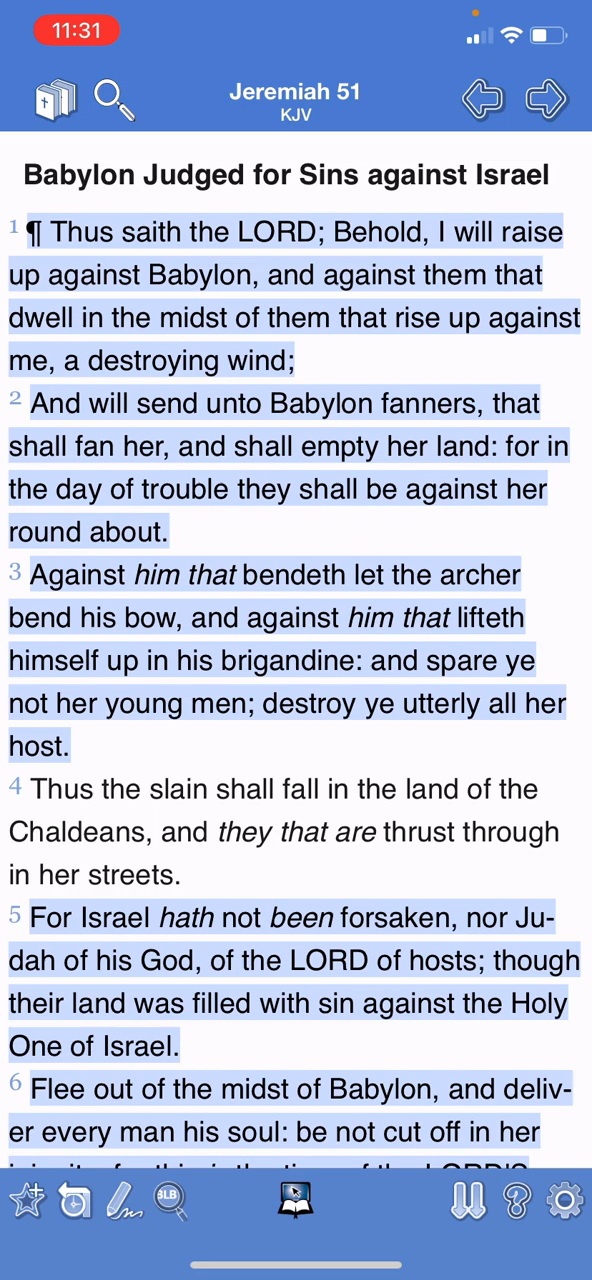 11:31
Jeremiah 51
KJV
Babylon Judged for Sins against Israel
1 ¶ Thus saith the LORD; Behold, I will raise
up against Babylon, and against them that
dwell in the midst of them that rise up against
me, a destroying wind;
2 And will send unto Babylon fanners, that
shall fan her, and shall empty her land: for in
the day of trouble they shall be against her
round about.
3 Against him that bendeth let the archer
bend his bow, and against him that lifteth
himself up in his brigandine: and spare ye
not her young men; destroy ye utterly all her
host.
4 Thus the slain shall fall in the land of the
Chaldeans, and they that are thrust through
in her streets.
5 For Israel hath not been forsaken, nor Ju-
dah of his God, of the LORD of hosts; though
their land was filled with sin against the Holy
One of Israel.
6 Flee out of the midst of Babylon, and deliv-
er every man his soul: be not cut off in her
BLB